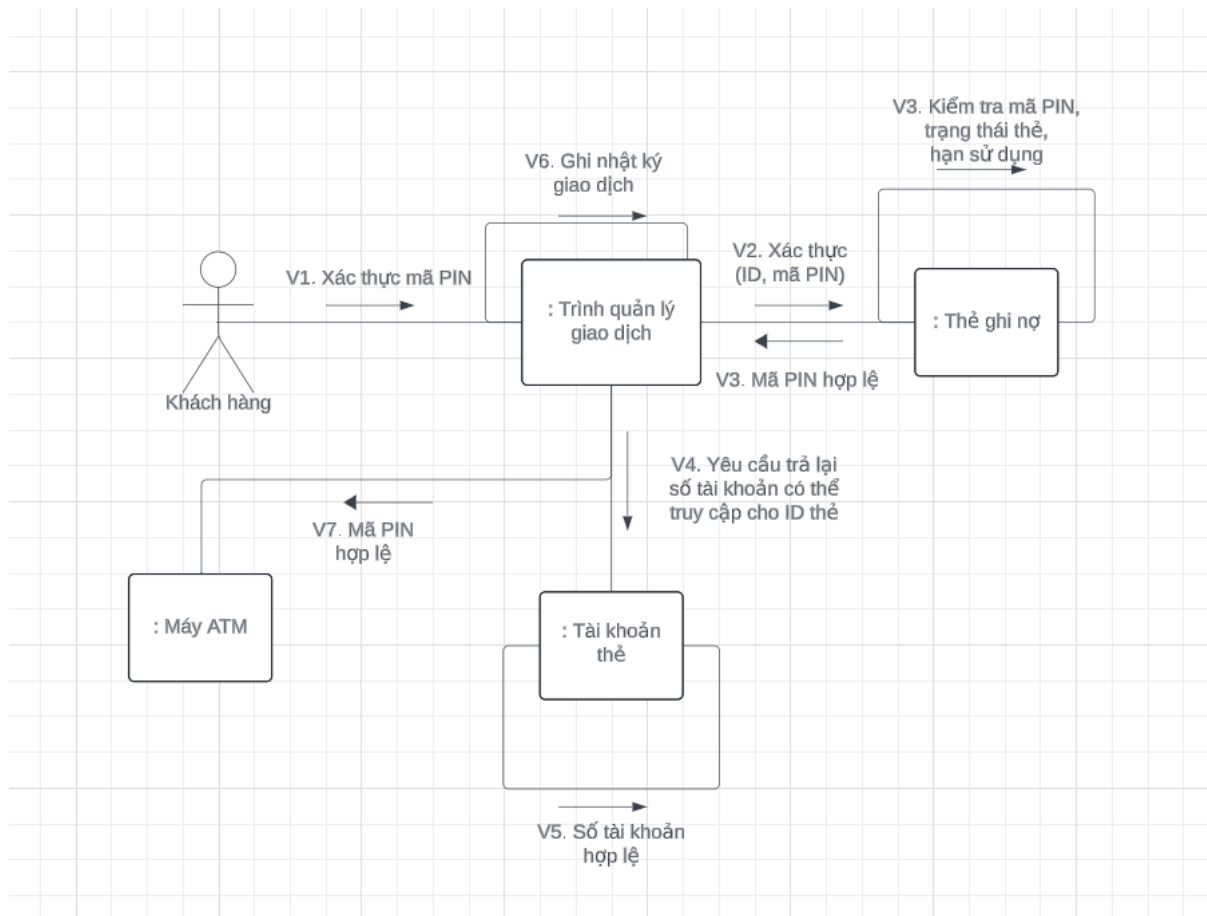 V3. Kiểm tra mã PIN,
trạng thái thẻ,
hạn sử dụng
V6. Ghi nhật ký
giao dịch
V2. Xác thực
(ID, mã PIN)
V1. Xác thực mã PIN
: Trình quản lý
giao dịch
: Thẻ ghi nợ
V3. Mã PIN hợp lệ
Khách hàng
V4. Yêu cầu trả lại
số tài khoản có thể
truy cập cho ID thẻ
V7. Mã PIN
hợp lệ
: Máy ATM
: Tài khoản
thẻ
V5. Số tài khoản
hợp lệ